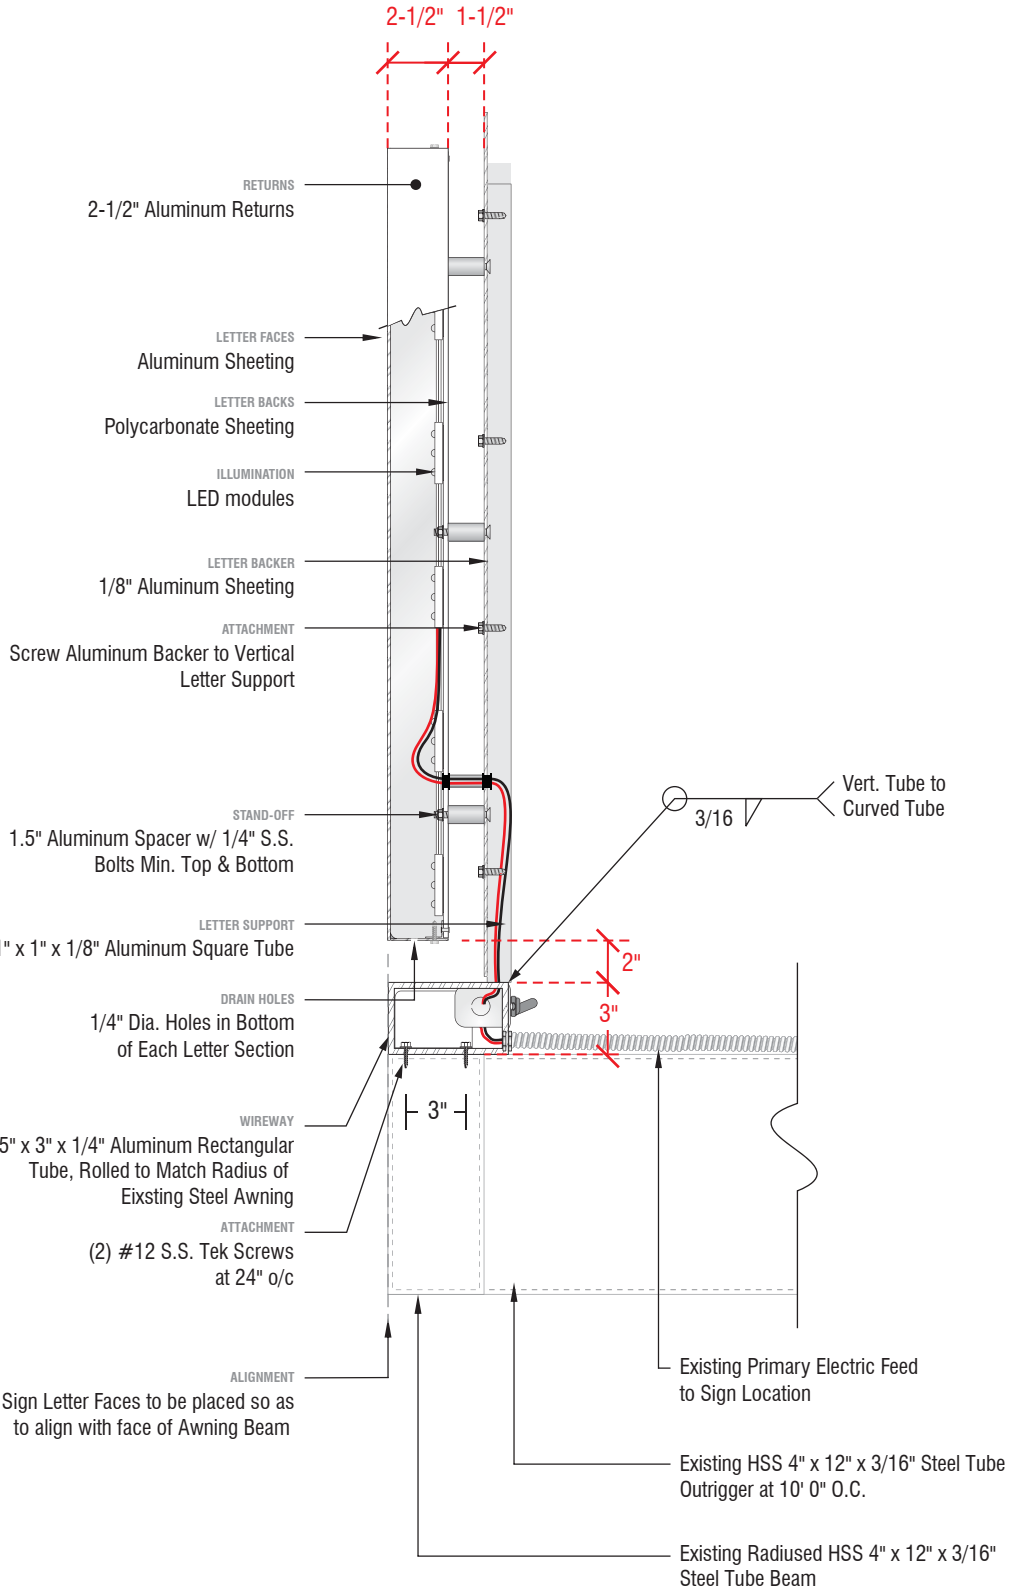 2-1/2" 1-1/2"
RETURNS
2-1/2" Aluminum Returns
LETTER FACES
Aluminum Sheeting
LETTER BACKS
Polycarbonate Sheeting
ILLUMINATION
LED modules
LETTER BACKER
1/8" Aluminum Sheeting
ATTACHMENT
Screw Aluminum Backer to Vertical
Letter Support
STAND-OFF
1.5" Aluminum Spacer w/ 1/4" S.S.
Bolts Min. Top & Bottom
LETTER SUPPORT
1" x 1" x 1/8" Aluminum Square Tube
DRAIN HOLES
1/4" Dia. Holes in Bottom
of Each Letter Section
WIREWAY
5" x 3" x 1/4" Aluminum Rectangular
Tube, Rolled to Match Radius of
Eixsting Steel Awning
ATTACHMENT
(2) #12 S.S. Tek Screws
at 24" o/c
ALIGNMENT
Sign Letter Faces to be placed so as
to align with face of Awning Beam
Vert. Tube to
Curved Tube
3/16
2"
3"
3"
Existing Primary Electric Feed
to Sign Location
Existing HSS 4" x 12" x 3/16" Steel Tube
Outrigger at 10' 0" O.C.
Existing Radiused HSS 4" x 12" x 3/16"
Steel Tube Beam